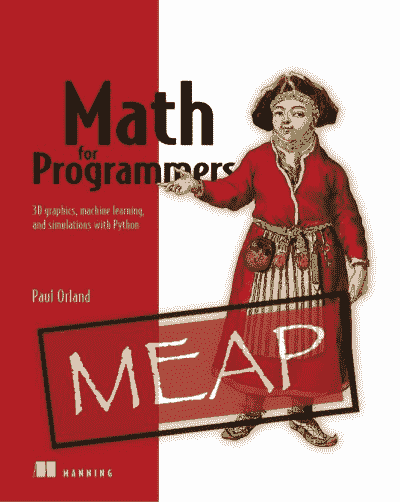 Math
for
Programmers
3D graphics, machine learning,
and simulations with Python
Paul Orland
MEAP
MANNING